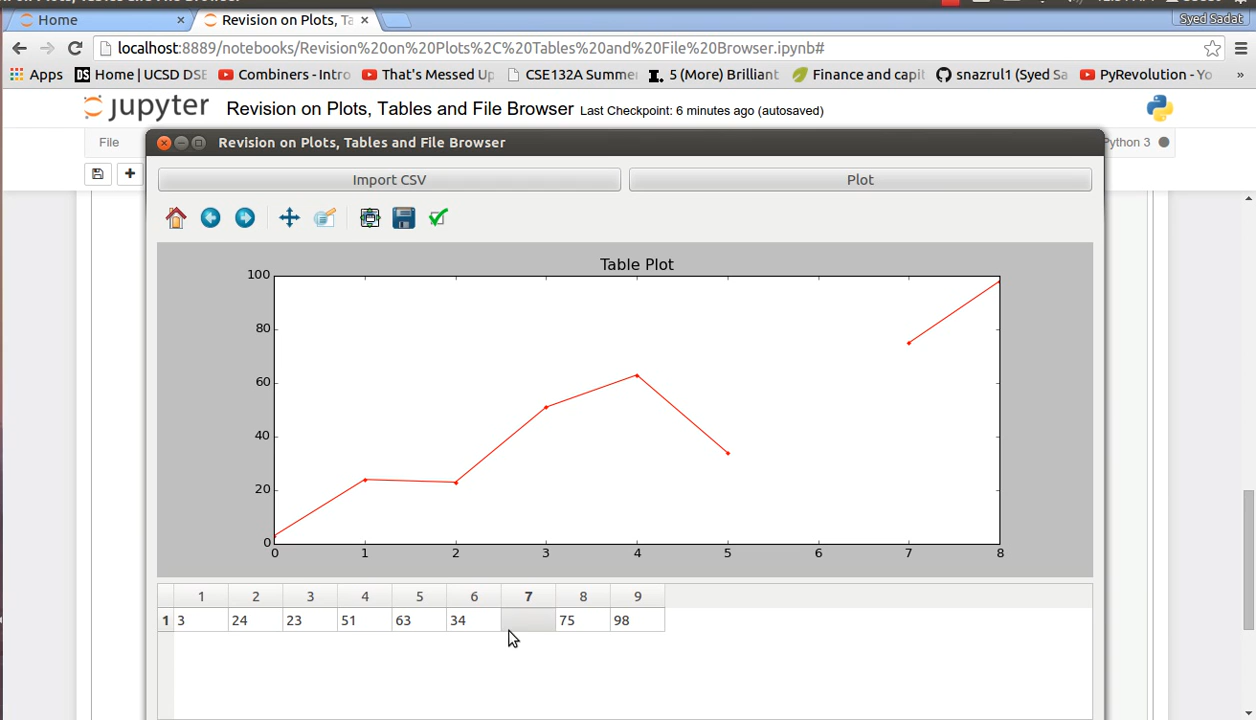 Home × Revision on Plots, Ta ×
Syed Sadat
localhost:8889/notebooks/Revision%20on%20Plots%2C%20Tables%20and%20File%20Browser.ipynb#
Apps DS Home | UCSD DSE Combiners - Intro That's Messed Up CSE132A Summe I. 5 (More) Brilliant Finance and capit snazrul1 (Syed Sa PyRevolution - Yo »
jupyter Revision on Plots, Tables and File Browser Last Checkpoint: 6 minutes ago (autosaved)
File ython 3
Revision on Plots, Tables and File Browser
Import CSV Plot
Table Plot
100
80
60
40
20
0
0 1 2 3 4 5 6 7 8
1 2 3 4 5 6 7 8 9
1 3 24 23 51 63 34 75 98